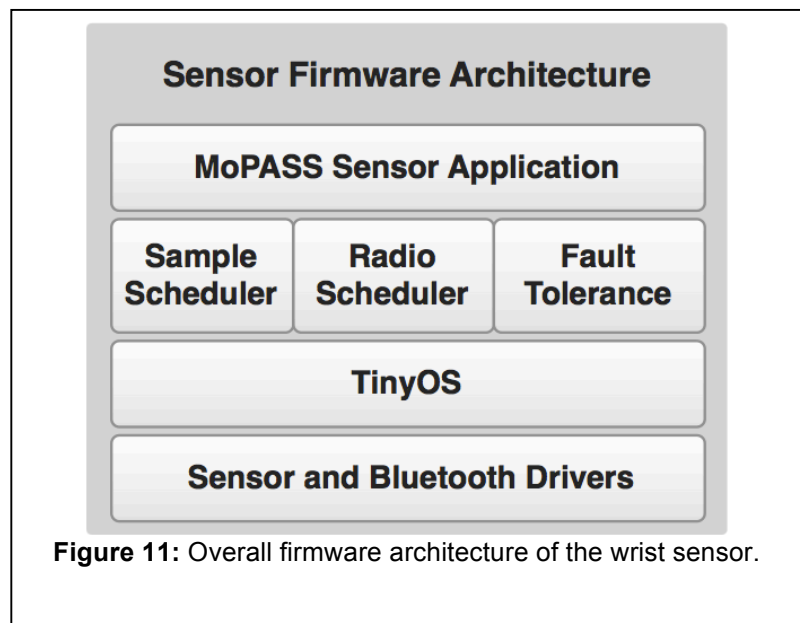 Sensor Firmware Architecture
MoPASS Sensor Application
Sample
Scheduler
Radio
Scheduler
Fault
Tolerance
TinyOS
Sensor and Bluetooth Drivers
Figure 11: Overall firmware architecture of the wrist sensor.